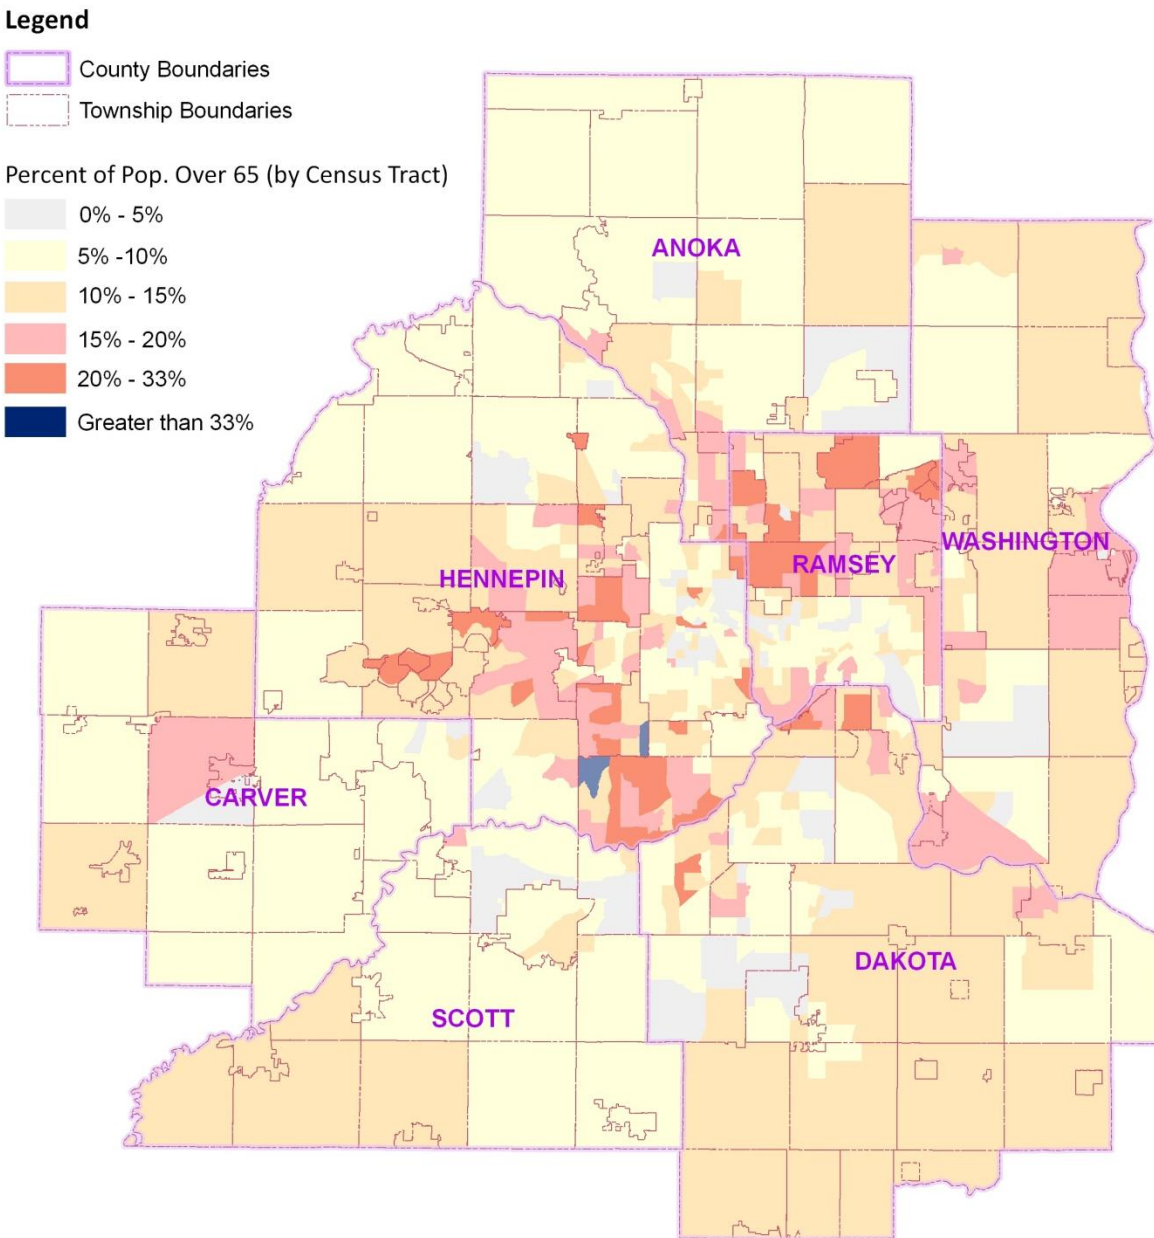 Legend
County Boundaries
Township Boundaries
Percent of Pop. Over 65 (by Census Tract)
0% - 5%
5% -10%
10% - 15%
15% - 20%
20% - 33%
Greater than 33%
ANOKA
WASHINGTON
RAMSEY
HENNEPIN
CARVER
DAKOTA
SCOTT